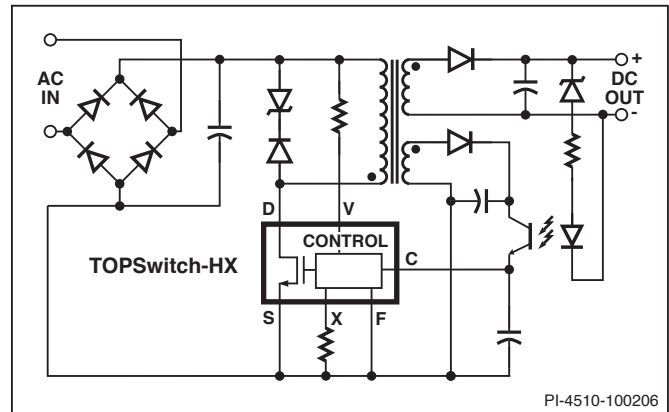 AC
IN
+
DC
OUT
-
D
V
CONTROL
C
TOPSwitch-HX
S
X
F
PI-4510-100206